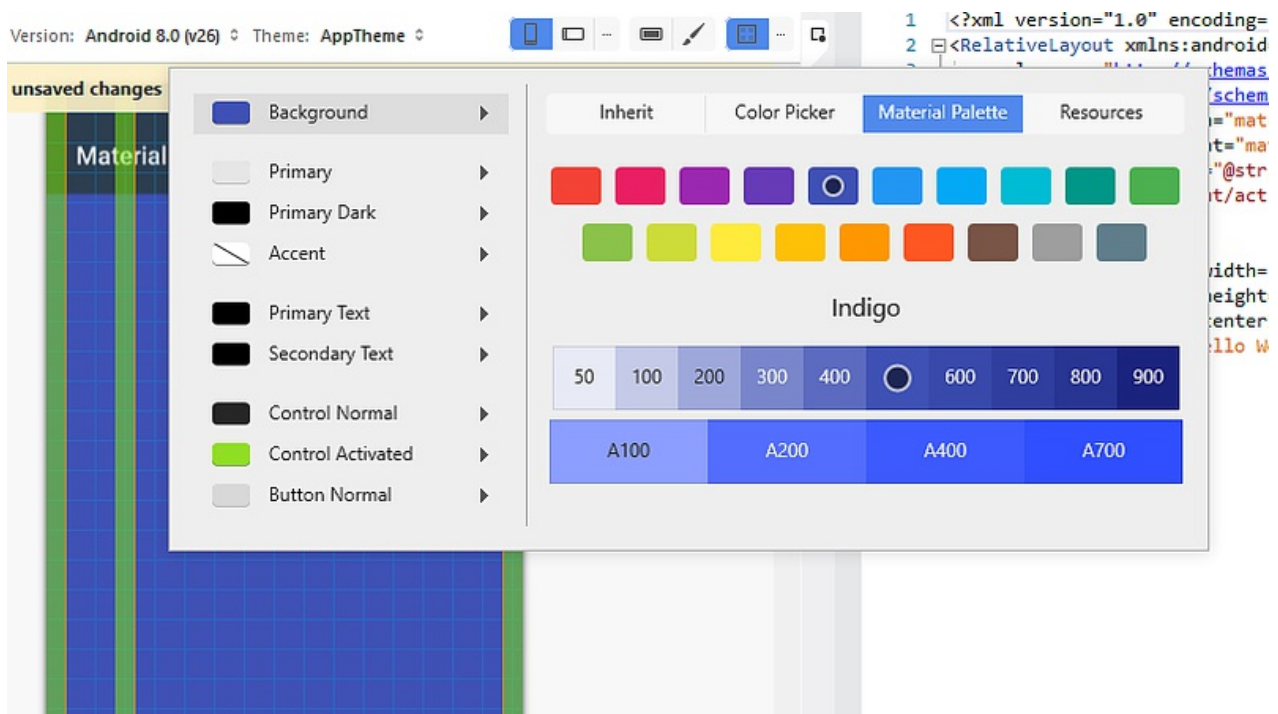 Version: Android 8.0 (v26) Theme: AppTheme
unsaved changes
Material
Background
Primary
Primary Dark
Accent
Primary Text
Secondary Text
Control Normal
Control Activated
Button Normal
Inherit Color Picker Material Palette Resources
Indigo
50 100 200 300 400 600 700 800 900
A100 A200 A400 A700
1 <?xml version="1.0" encoding=
2 <RelativeLayout xmlns:android